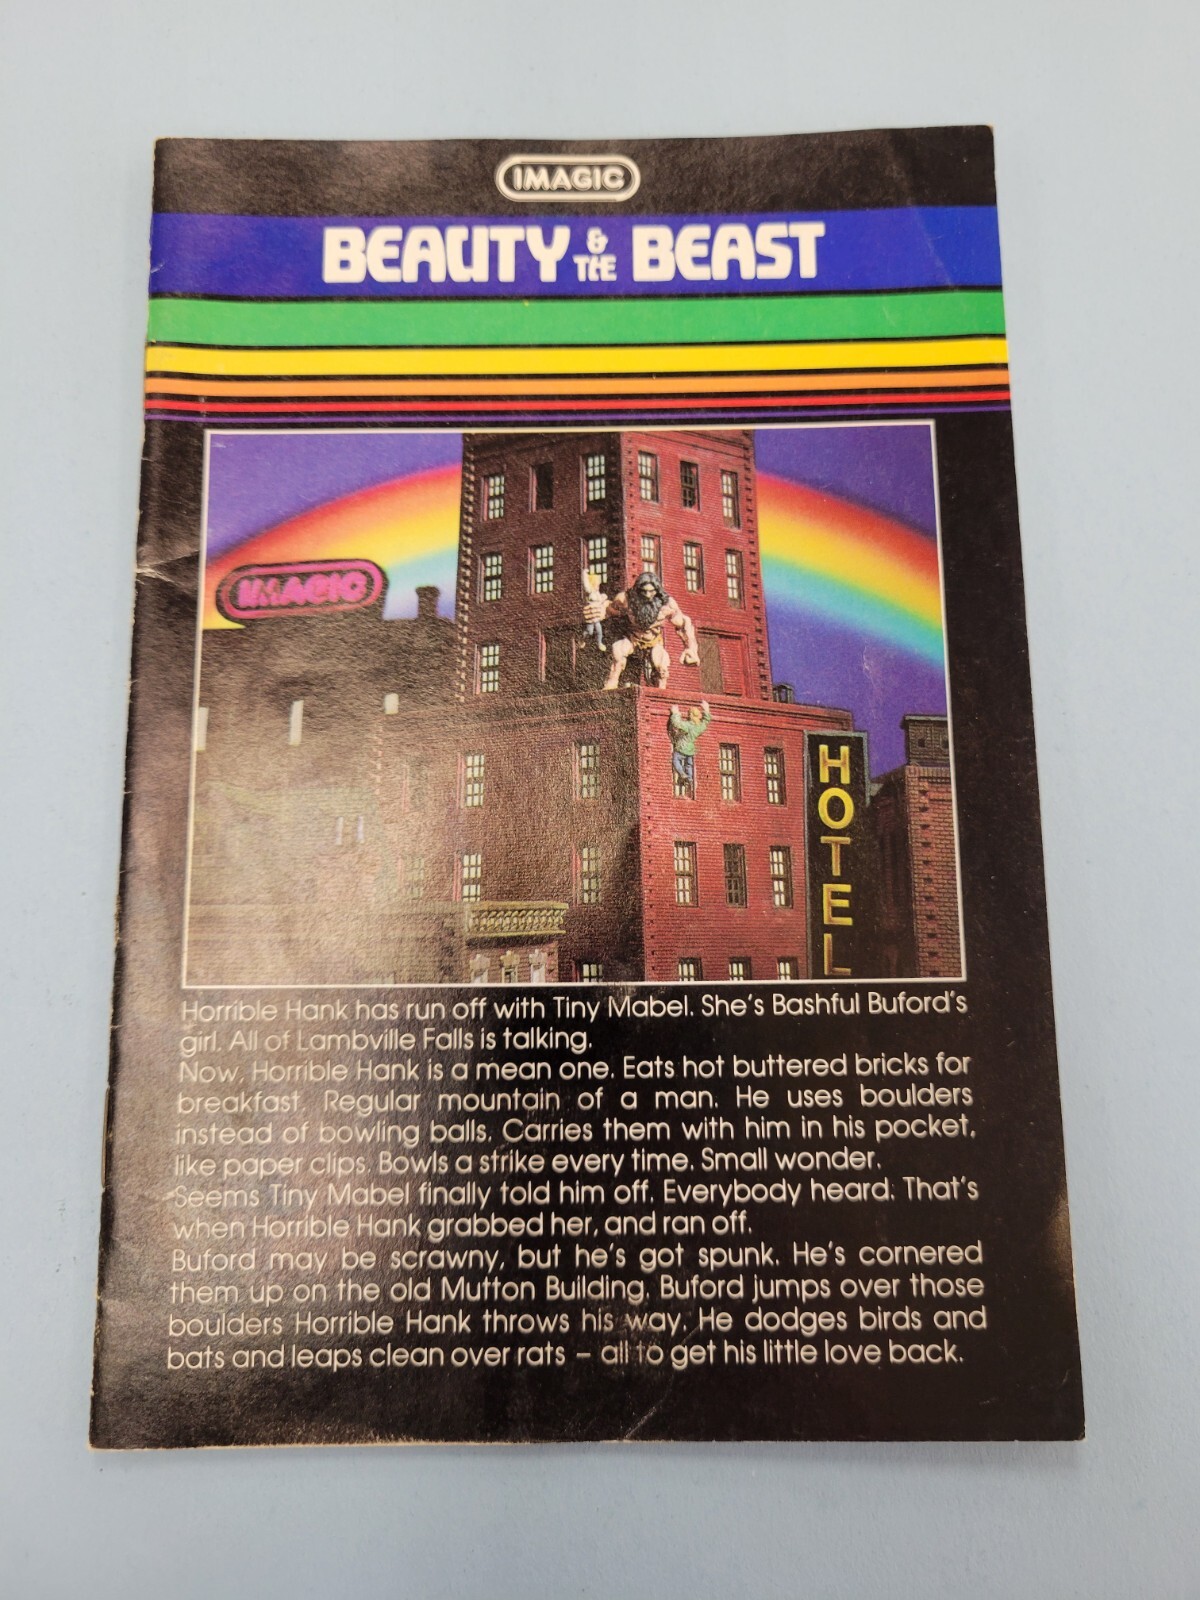 IMAGIC
BEAUTY & THE BEAST
IMAGIC
HOTEL
Horrible Hank has run off with Tiny Mabel. She's Bashful Buford's
girl. All of Lambville Falls is talking.
Now, Horrible Hank is a mean one. Eats hot buttered bricks for
breakfast. Regular mountain of a man. He uses boulders
instead of bowling balls. Carries them with him in his pocket,
like paper clips. Bowls a strike every time. Small wonder.
Seems Tiny Mabel finally told him off. Everybody heard. That's
when Horrible Hank grabbed her, and ran off.
Buford may be scrawny, but he's got spunk. He's cornered
them up on the old Mutton Building. Buford jumps over those
boulders Horrible Hank throws his way. He dodges birds and
bats and leaps clean over rats – all to get his little love back.